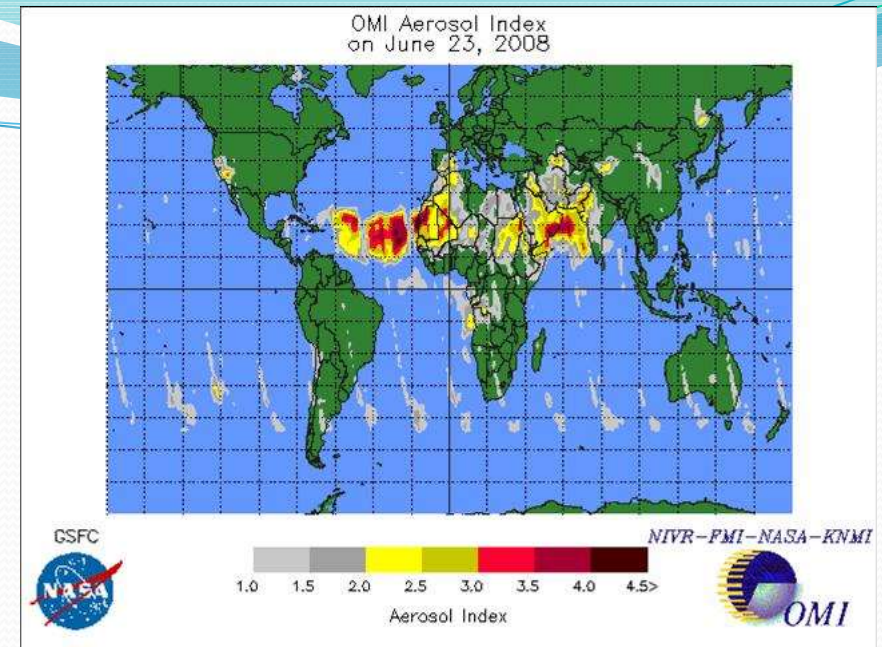 OMI Aerosol Index
on June 23, 2008
GSFC
NASA
NIVR-FMI-NASA-KNMI
1.0 1.5 2.0 2.5 3.0 3.5 4.0 4.5>
Aerosol Index
OMI